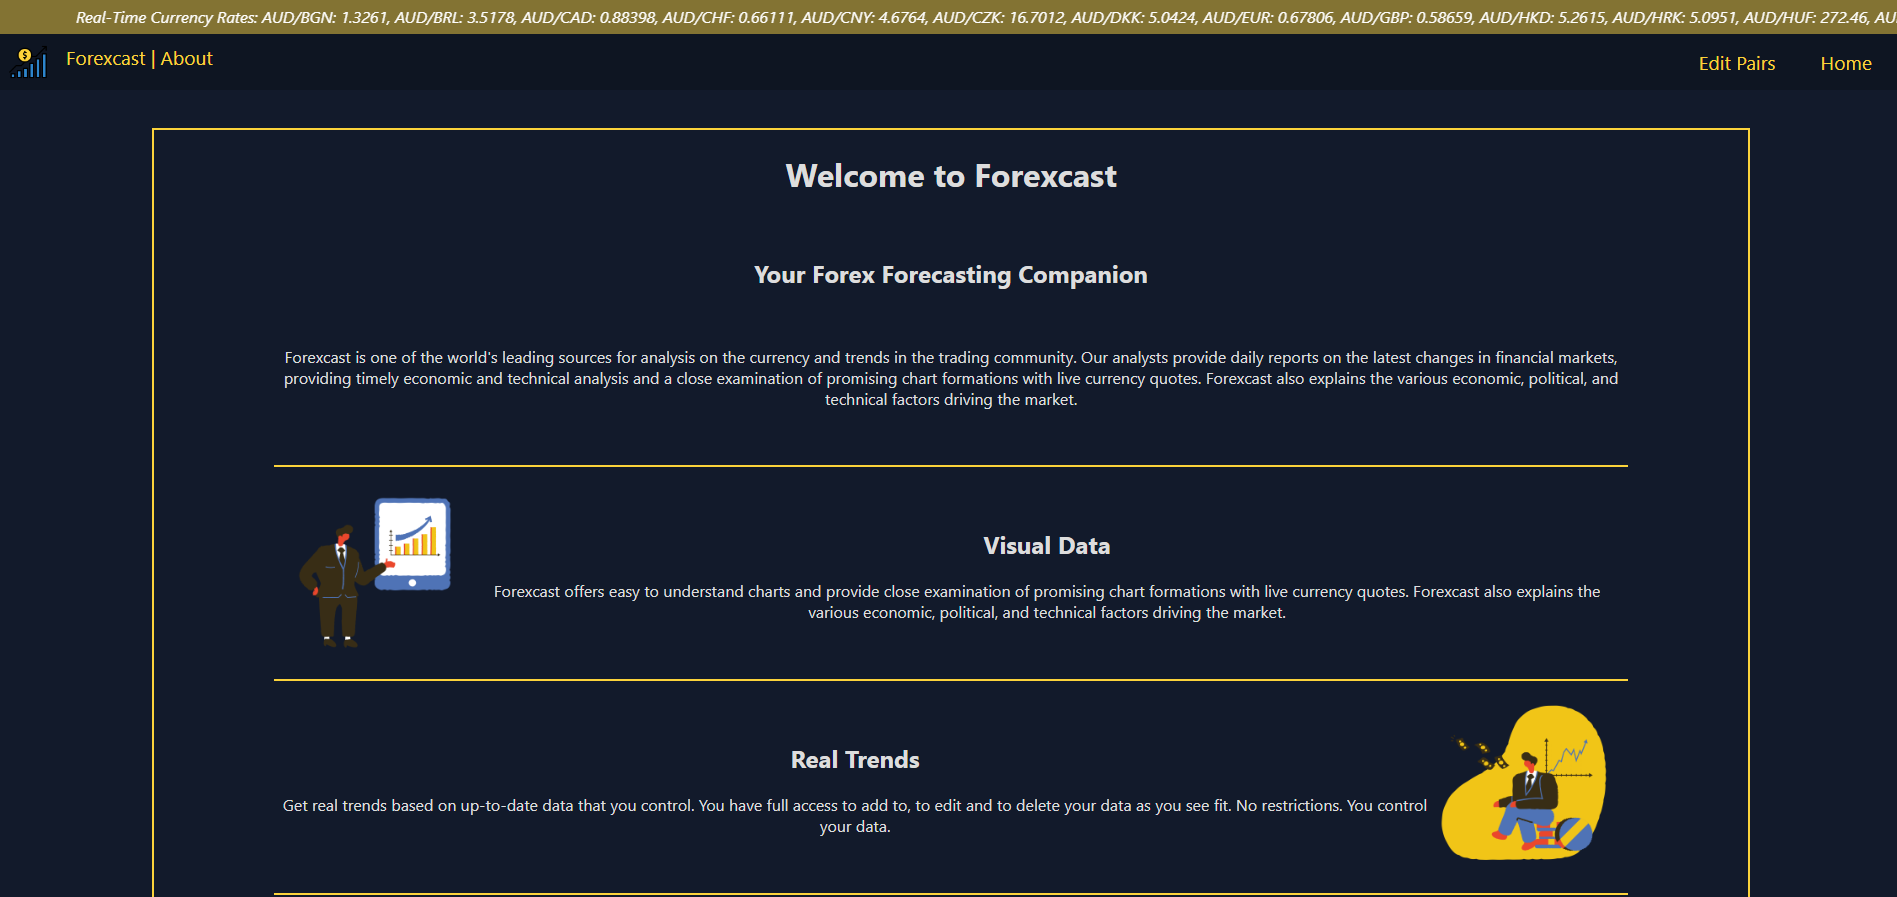 Real-Time Currency Rates: AUD/BGN: 1.3261, AUD/BRL: 3.5178, AUD/CAD: 0.88398, AUD/CHF: 0.66111, AUD/CNY: 4.6764, AUD/CZK: 16.7012, AUD/DKK: 5.0424, AUD/EUR: 0.67806, AUD/GBP: 0.58659, AUD/HKD: 5.2615, AUD/HRK: 5.0951, AUD/HUF: 272.46, AU
$
Forexcast | About
Edit Pairs
Home
Welcome to Forexcast
Your Forex Forecasting Companion
Forexcast is one of the world's leading sources for analysis on the currency and trends in the trading community. Our analysts provide daily reports on the latest changes in financial markets,
providing timely economic and technical analysis and a close examination of promising chart formations with live currency quotes. Forexcast also explains the various economic, political, and
technical factors driving the market.
Visual Data
Forexcast offers easy to understand charts and provide close examination of promising chart formations with live currency quotes. Forexcast also explains the
various economic, political, and technical factors driving the market.
Real Trends
Get real trends based on up-to-date data that you control. You have full access to add to, to edit and to delete your data as you see fit. No restrictions. You control
your data.